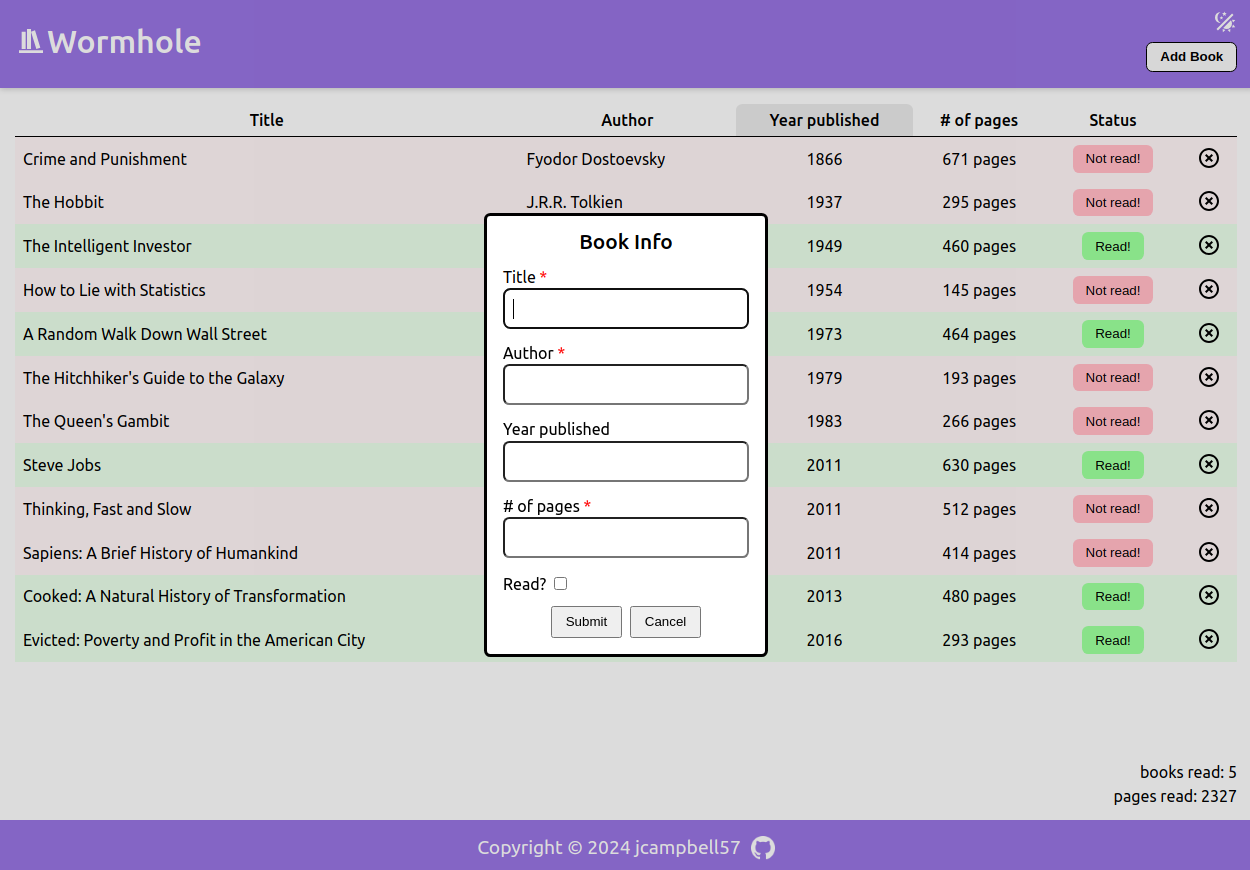 Wormhole
Add Book
Title Author Year published # of pages Status
Crime and Punishment Fyodor Dostoevsky 1866 671 pages Not read!
The Hobbit J.R.R. Tolkien 1937 295 pages Not read!
The Intelligent Investor 1949 460 pages Read!
How to Lie with Statistics 1954 145 pages Not read!
A Random Walk Down Wall Street 1973 464 pages Read!
The Hitchhiker's Guide to the Galaxy 1979 193 pages Not read!
The Queen's Gambit 1983 266 pages Not read!
Steve Jobs 2011 630 pages Read!
Thinking, Fast and Slow 2011 512 pages Not read!
Sapiens: A Brief History of Humankind 2011 414 pages Not read!
Cooked: A Natural History of Transformation 2013 480 pages Read!
Evicted: Poverty and Profit in the American City 2016 293 pages Read!
Book Info
Title *
Author *
Year published
# of pages *
Read?
Submit Cancel
books read: 5
pages read: 2327
Copyright © 2024 jcampbell57